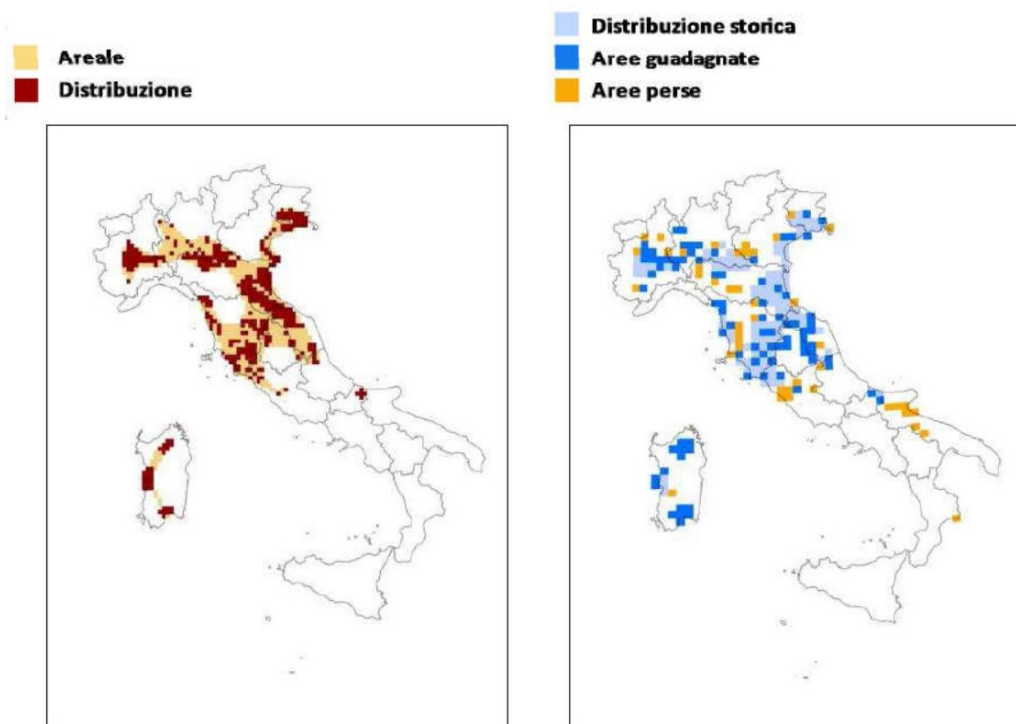 Areale
Distribuzione
Distribuzione storica
Aree guadagnate
Aree perse